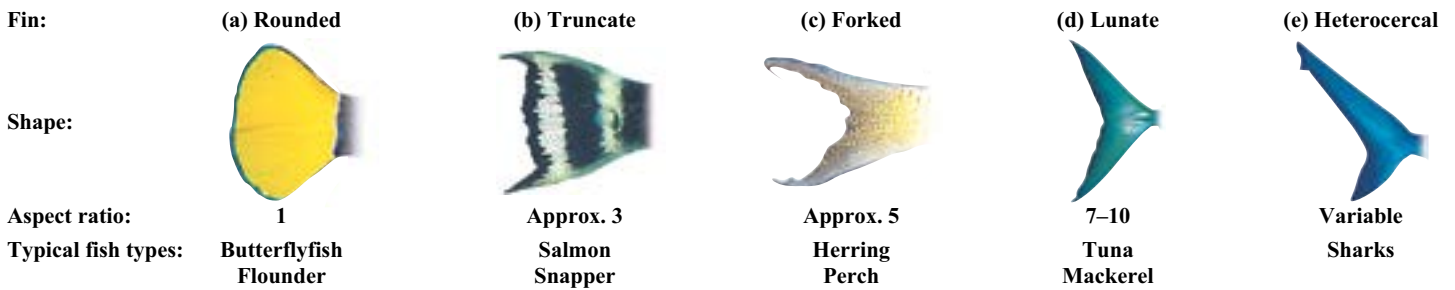 Fin: (a) Rounded (b) Truncate (c) Forked (d) Lunate (e) Heterocercal
Shape:
Aspect ratio: 1 Approx. 3 Approx. 5 7–10 Variable
Typical fish types: Butterflyfish Salmon Herring Tuna Sharks
Flounder Snapper Perch Mackerel